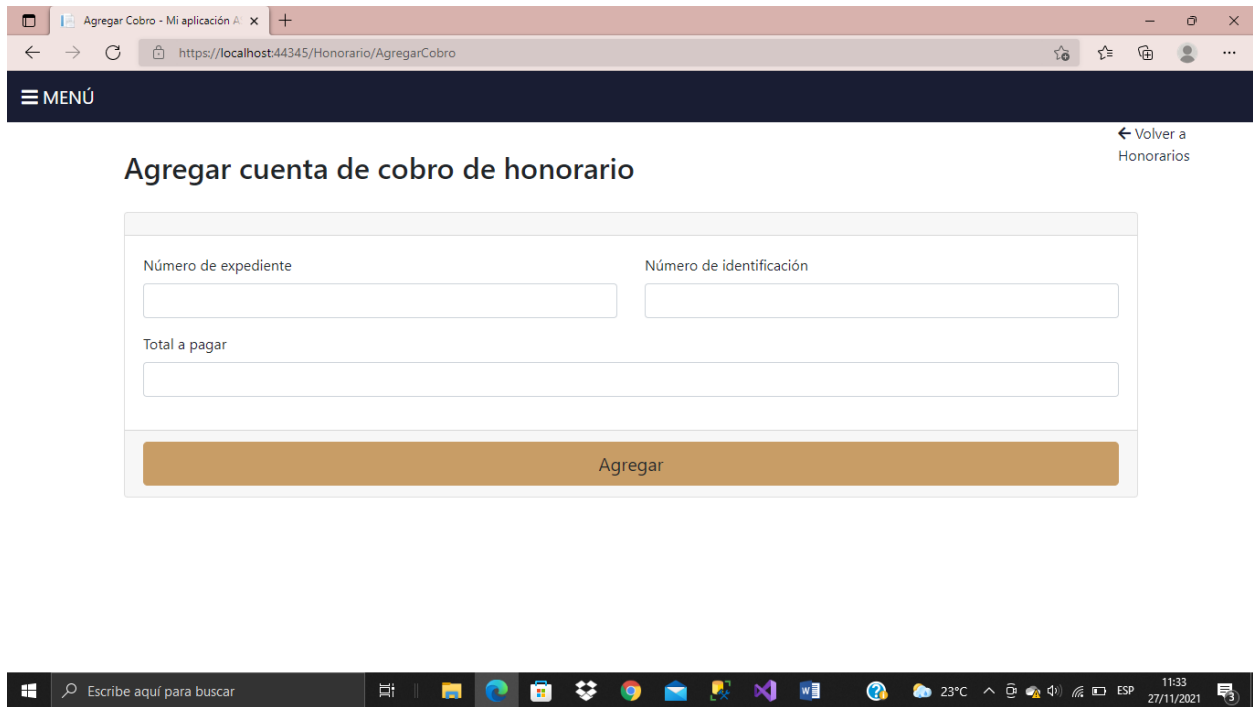 Agregar Cobro - Mi aplicación A
https://localhost:44345/Honorario/AgregarCobro
MENÚ
Volver a
Honorarios
Agregar cuenta de cobro de honorario
Número de expediente
Número de identificación
Total a pagar
Agregar
Escribe aquí para buscar
23°C
ESP
11:33
27/11/2021
3